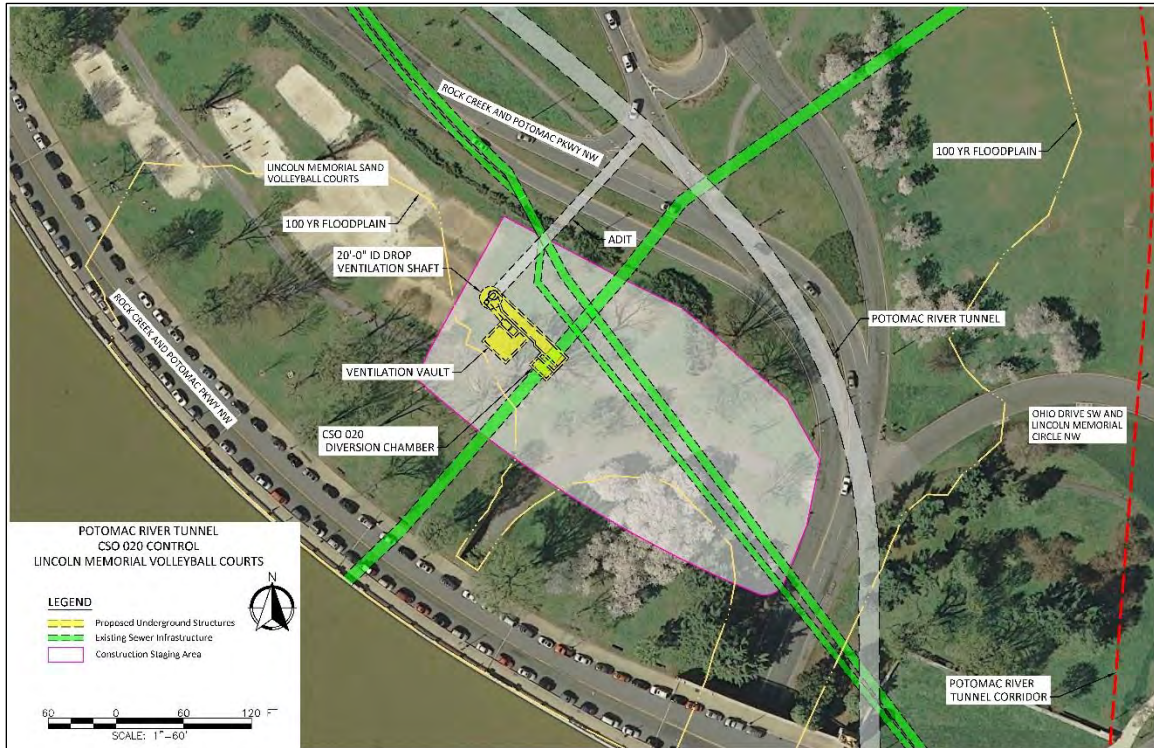 ROCK CREEK AND POTOMAC PKWY NW
100 YR FLOODPLAIN
LINCOLN MEMORIAL SAND
VOLLEYBALL COURTS
100 YR FLOODPLAIN
ADIT
20'-0" ID DROP
VENTILATION SHAFT
POTOMAC RIVER TUNNEL
ROCK CREEK AND POTOMAC PKWY NW
VENTILATION VAULT
CSO 020
DIVERSION CHAMBER
OHIO DRIVE SW AND
LINCOLN MEMORIAL
CIRCLE NW
POTOMAC RIVER
TUNNEL CORRIDOR
POTOMAC RIVER TUNNEL
CSO 020 CONTROL
LINCOLN MEMORIAL VOLLEYBALL COURTS
N
LEGEND
Proposed Underground Structures
Existing Sewer Infrastructure
Construction Staging Area
60 0 60 120
SCALE: 1"-60'